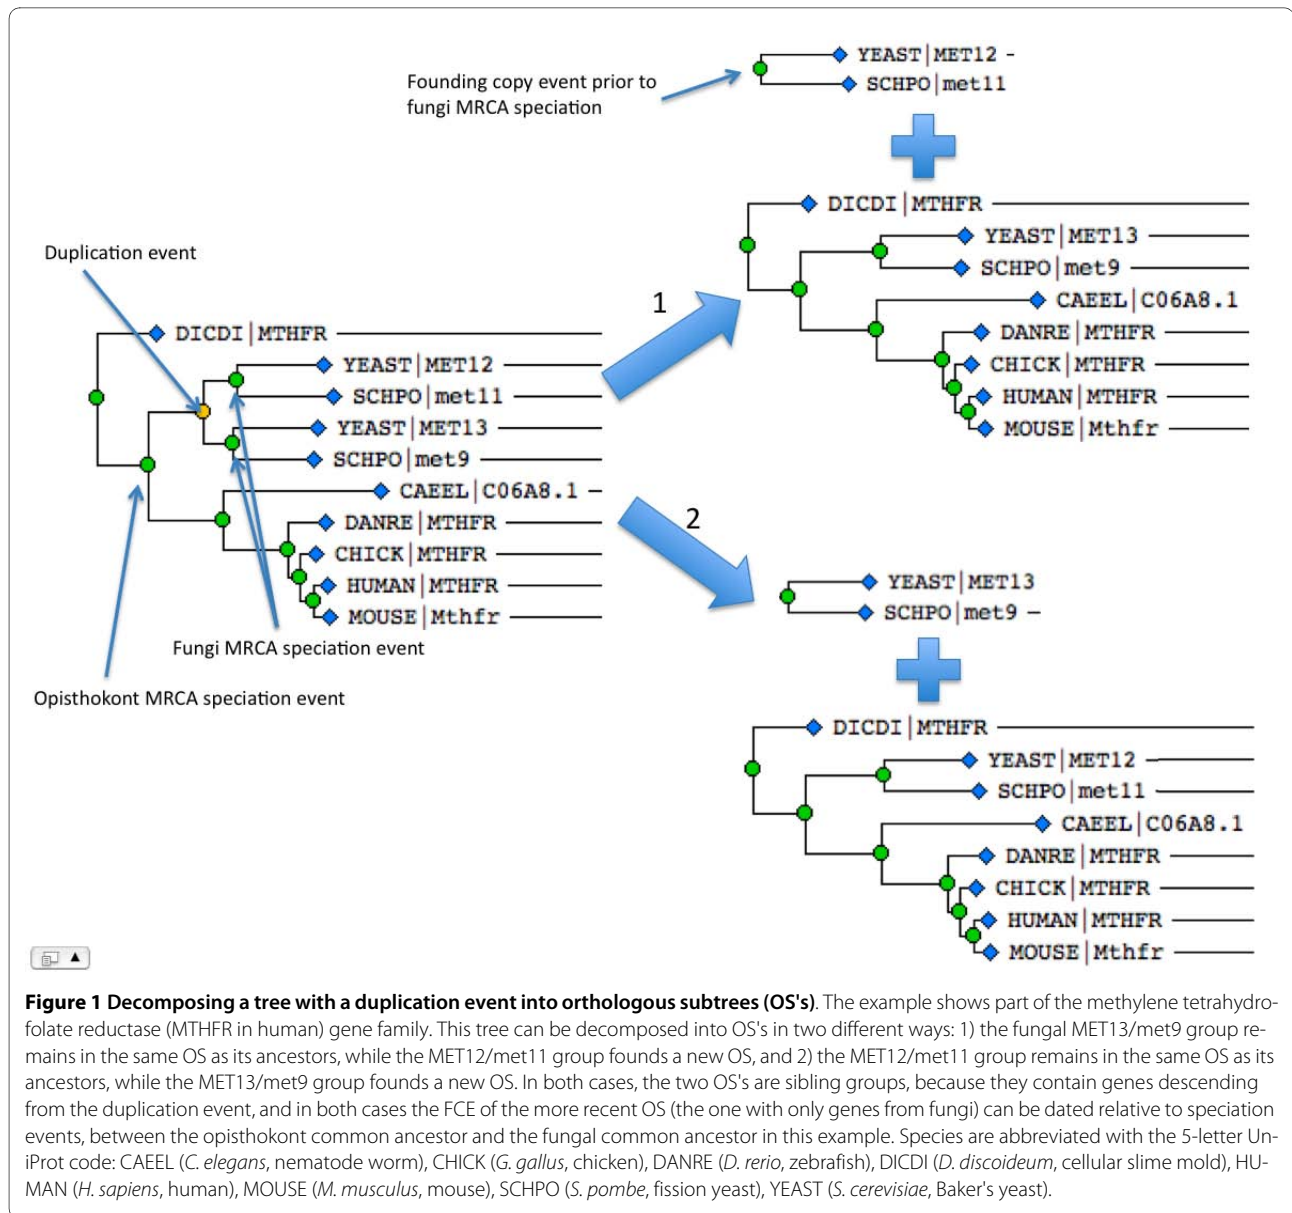 YEAST|MET12
SCHPO|met11
Founding copy event prior to
fungi MRCA speciation
DICDI|MTHFR
YEAST|MET13
SCHPO|met9
CAEEL|C06A8.1
DANRE|MTHFR
CHICK|MTHFR
HUMAN|MTHFR
MOUSE|Mthfr
1
Duplication event
DICDI|MTHFR
YEAST|MET12
SCHPO|met11
YEAST|MET13
SCHPO|met9
CAEEL|C06A8.1
DANRE|MTHFR
CHICK|MTHFR
HUMAN|MTHFR
MOUSE|Mthfr
Fungi MRCA speciation event
Opisthokont MRCA speciation event
2
YEAST|MET13
SCHPO|met9
DICDI|MTHFR
YEAST|MET12
SCHPO|met11
CAEEL|C06A8.1
DANRE|MTHFR
CHICK|MTHFR
HUMAN|MTHFR
MOUSE|Mthfr
Figure 1 Decomposing a tree with a duplication event into orthologous subtrees (OS's). The example shows part of the methylene tetrahydro-
folate reductase (MTHFR in human) gene family. This tree can be decomposed into OS's in two different ways: 1) the fungal MET13/met9 group re-
mains in the same OS as its ancestors, while the MET12/met11 group founds a new OS, and 2) the MET12/met11 group remains in the same OS as its
ancestors, while the MET13/met9 group founds a new OS. In both cases, the two OS's are sibling groups, because they contain genes descending
from the duplication event, and in both cases the FCE of the more recent OS (the one with only genes from fungi) can be dated relative to speciation
events, between the opisthokont common ancestor and the fungal common ancestor in this example. Species are abbreviated with the 5-letter Un-
iProt code: CAEEL (C. elegans, nematode worm), CHICK (G. gallus, chicken), DANRE (D. rerio, zebrafish), DICDI (D. discoideum, cellular slime mold), HU-
MAN (H. sapiens, human), MOUSE (M. musculus, mouse), SCHPO (S. pombe, fission yeast), YEAST (S. cerevisiae, Baker's yeast).